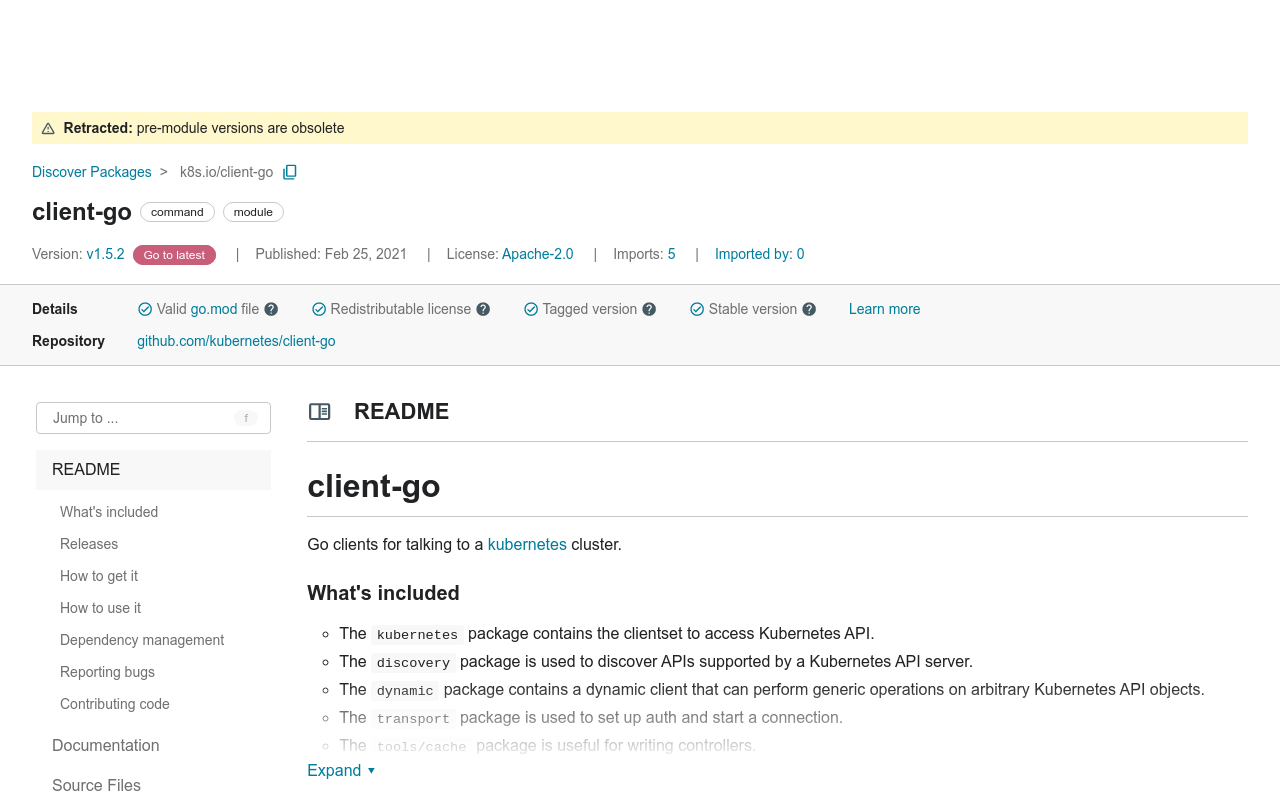 Retracted: pre-module versions are obsolete
Discover Packages > k8s.io/client-go
client-go command module
Version: v1.5.2 Go to latest | Published: Feb 25, 2021 | License: Apache-2.0 | Imports: 5 | Imported by: 0
Details Valid go.mod file Redistributable license Tagged version Stable version Learn more
Repository github.com/kubernetes/client-go
Jump to ... f
README
What's included
Releases
How to get it
How to use it
Dependency management
Reporting bugs
Contributing code
Documentation
Source Files
README
client-go
Go clients for talking to a kubernetes cluster.
What's included
The kubernetes package contains the clientset to access Kubernetes API.
The discovery package is used to discover APIs supported by a Kubernetes API server.
The dynamic package contains a dynamic client that can perform generic operations on arbitrary Kubernetes API objects.
The transport package is used to set up auth and start a connection.
The tools/cache package is useful for writing controllers.
Expand